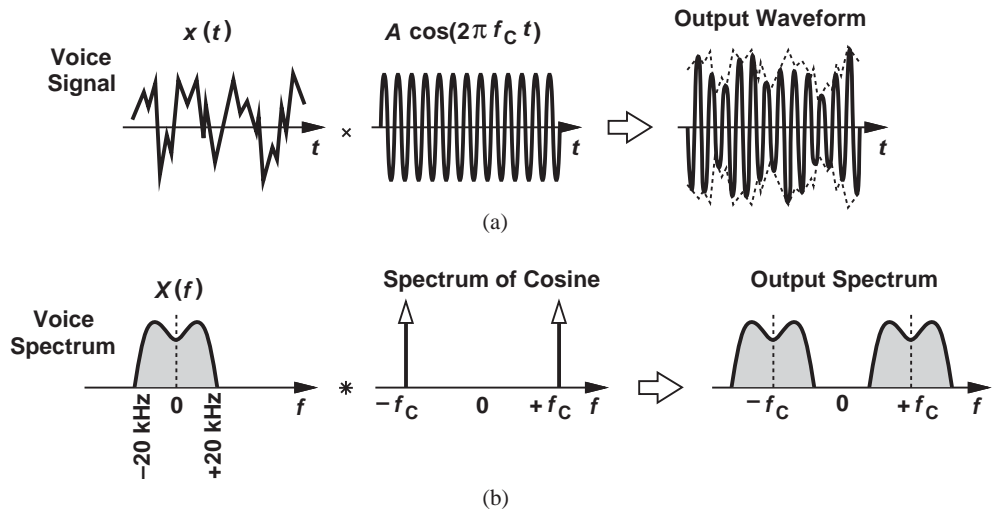 x(t)
A cos(2π f_C t)
Output Waveform
Voice
Signal
t
×
t
t
(a)
X(f)
Spectrum of Cosine
Output Spectrum
Voice
Spectrum
0
f
*
−f_C
0
+f_C
f
−f_C
0
+f_C
f
−20 kHz
+20 kHz
(b)